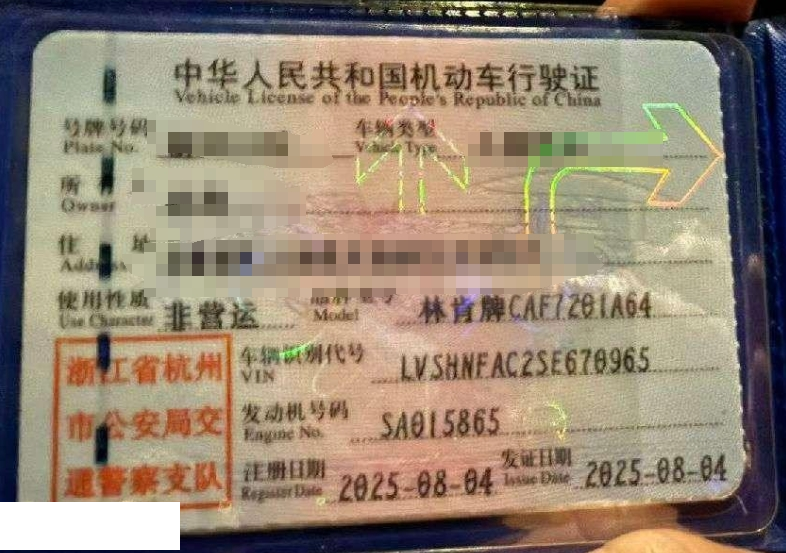 中华人民共和国机动车行驶证
Vehicle License of the People's Republic of China
号牌号码 车辆类型
Plate No. Vehicle Type
所
Owner
住 址
Address
使用性质 非营运 Model 林肯牌CAF7201A64
Use Character
浙江省杭州
市公安局交
通警察支队
车辆识别代号 LVSHNFAC2SE670965
VIN
发动机号码 SA015865
Engine No.
注册日期 2025-08-04 发证日期 2025-08-04
Register Date Issue Date